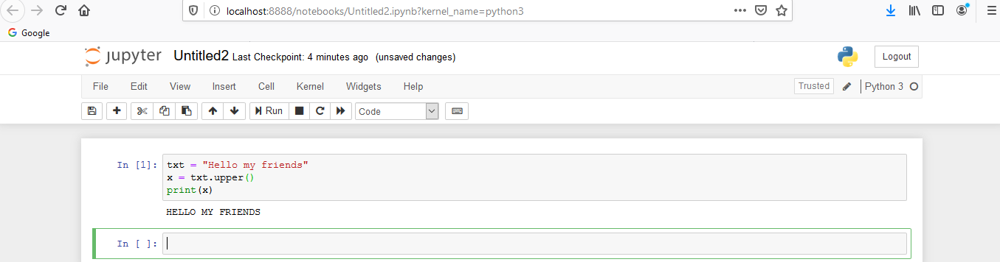 localhost:8888/notebooks/Untitled2.ipynb?kernel_name=python3
Google
jupyter Untitled2 Last Checkpoint: 4 minutes ago (unsaved changes) Logout
File Edit View Insert Cell Kernel Widgets Help Trusted Python 3
Run Code
In [1]: txt = "Hello my friends"
x = txt.upper()
print(x)
HELLO MY FRIENDS
In [ ]: